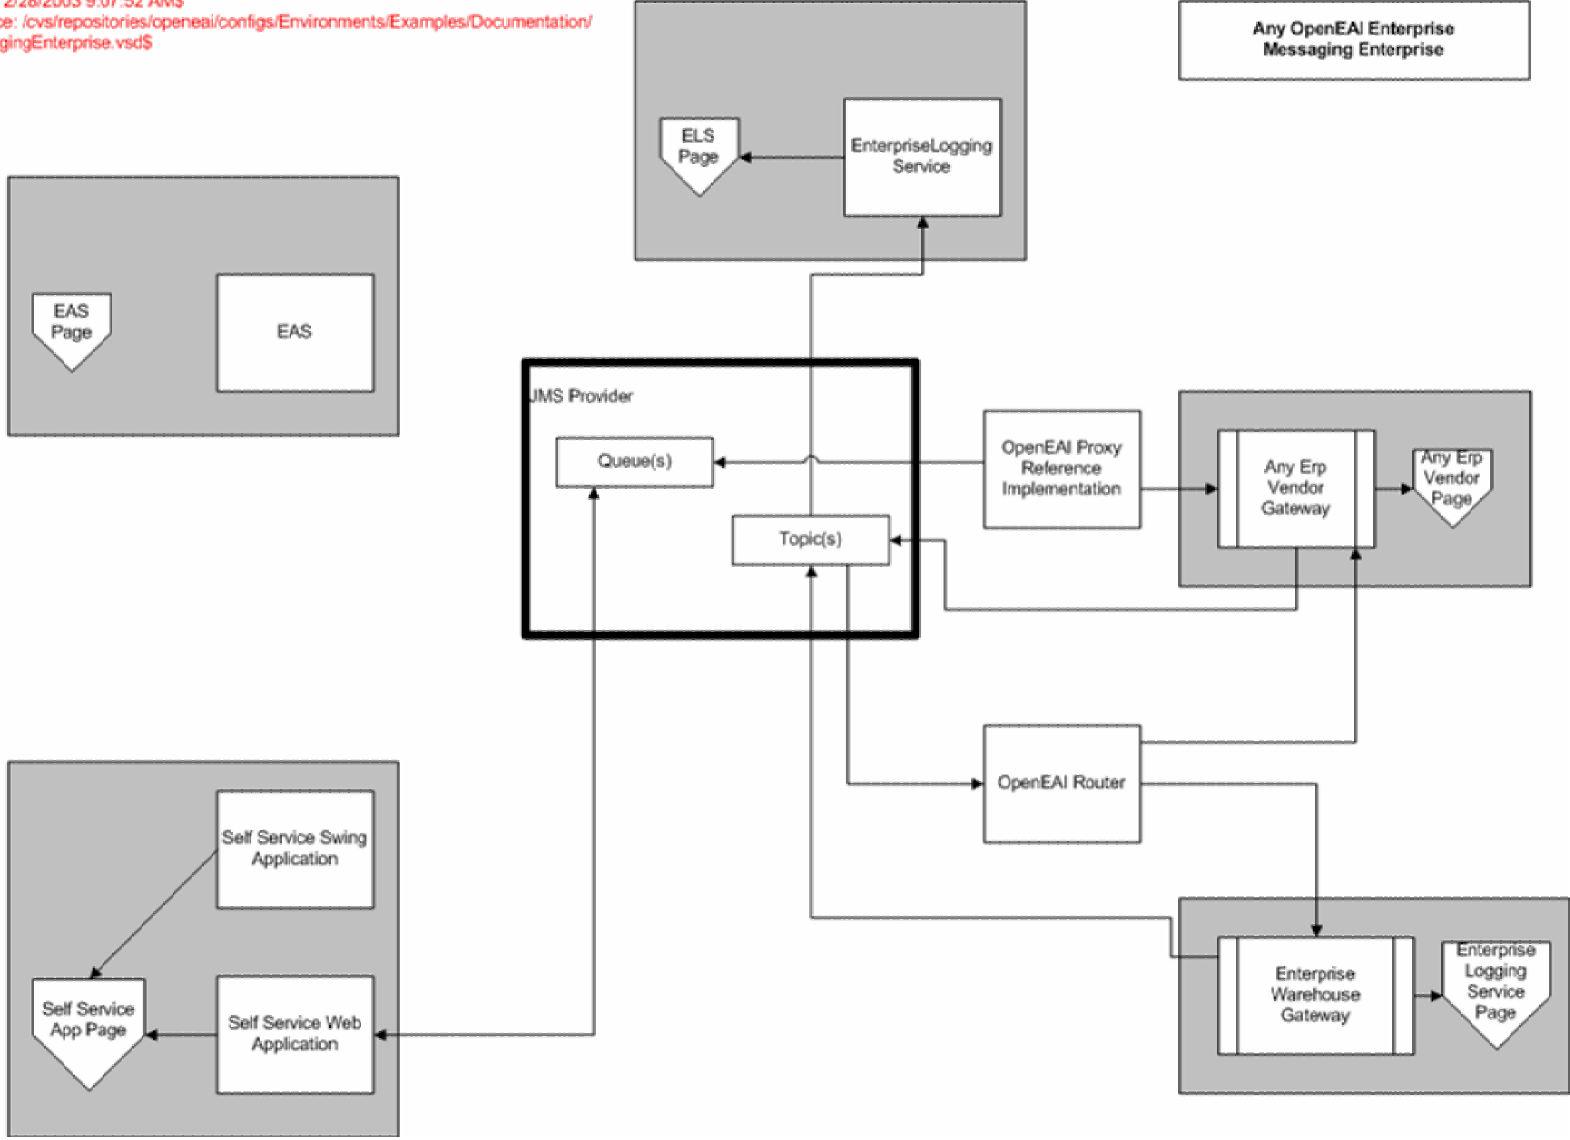 2/28/2003 9:07:52 AM$
ce: /cvs/repositories/openeai/configs/Environments/Examples/Documentation/
gingEnterprise.vsd$
Any OpenEAI Enterprise
Messaging Enterprise
ELS
Page
EnterpriseLogging
Service
EAS
Page
EAS
JMS Provider
Queue(s)
Topic(s)
OpenEAI Proxy
Reference
Implementation
Any Erp
Vendor
Gateway
Any Erp
Vendor
Page
OpenEAI Router
Self Service Swing
Application
Self Service
App Page
Self Service Web
Application
Enterprise
Warehouse
Gateway
Enterprise
Logging
Service
Page